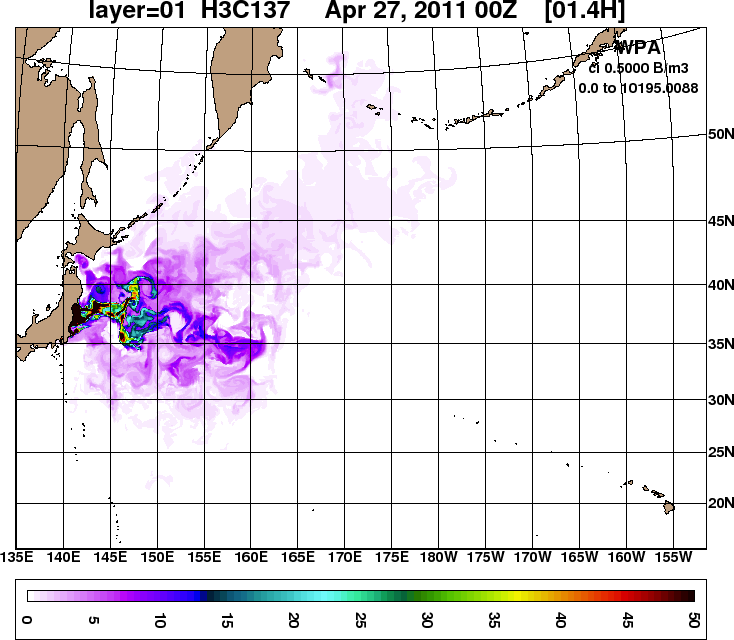 layer=01 H3C137 Apr 27, 2011 00Z [01.4H]
WPA
ci 0.5000 B/m3
0.0 to 10195.0088
50N
45N
40N
35N
30N
25N
20N
135E 140E 145E 150E 155E 160E 165E 170E 175E 180W 175W 170W 165W 160W 155W
0 5 10 15 20 25 30 35 40 45 50